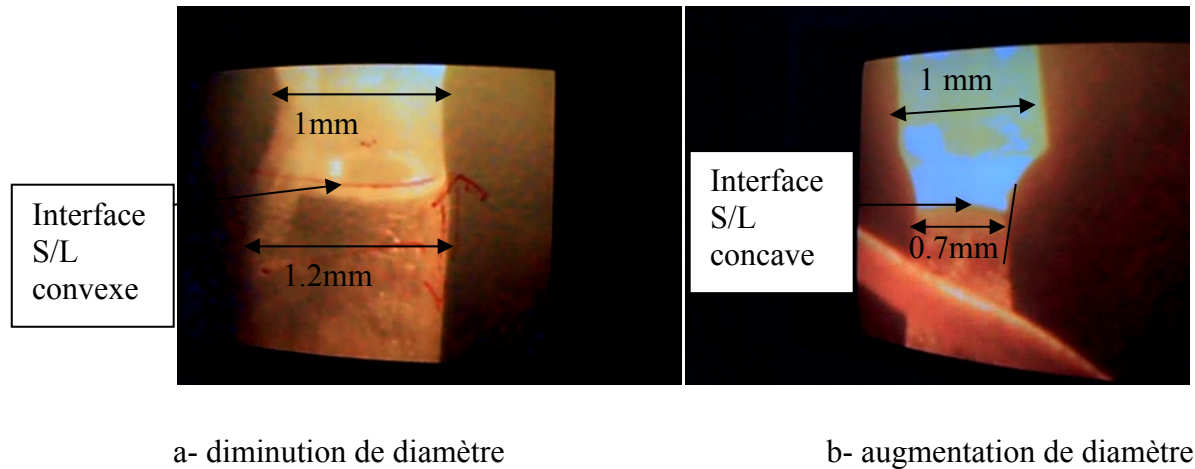 1mm
Interface
S/L
convexe
1.2mm
1 mm
Interface
S/L
concave
0.7mm
a- diminution de diamètre
b- augmentation de diamètre